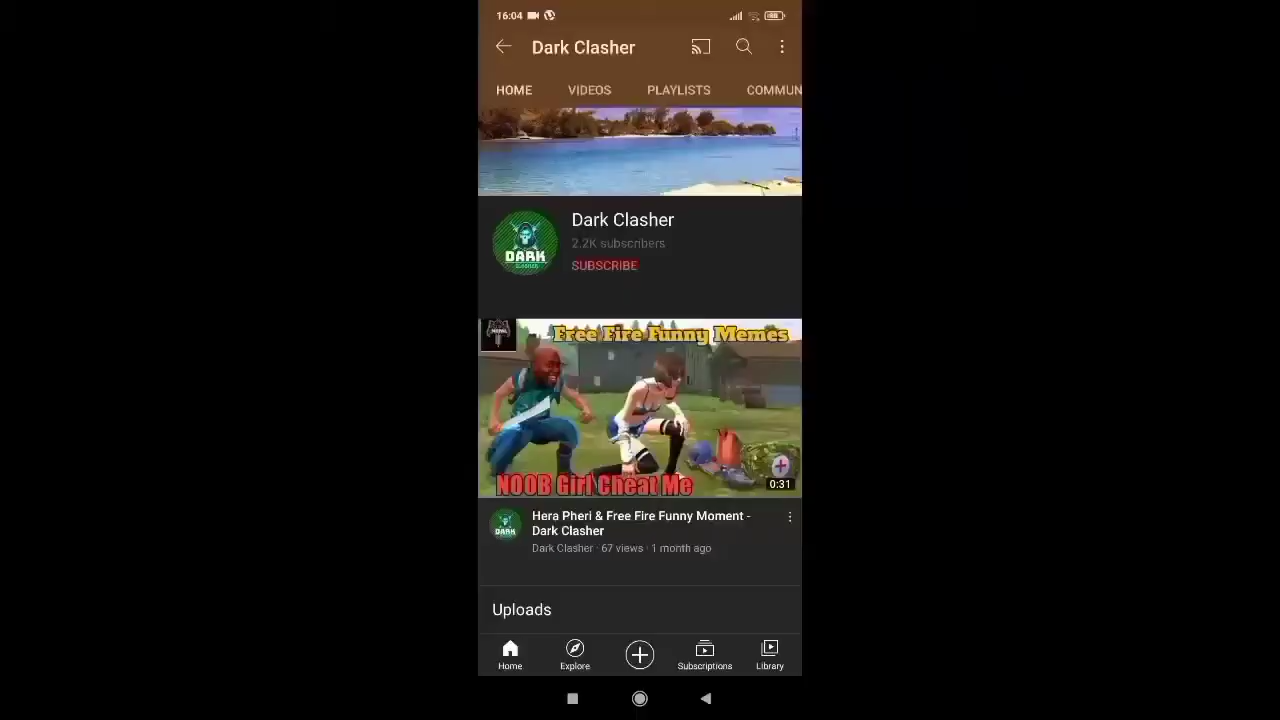 16:04
Dark Clasher
HOME VIDEOS PLAYLISTS COMMUN
Dark Clasher
2.2K subscribers
SUBSCRIBE
DARK
Free Fire Funny Memes
NOOB Girl Cheat Me
0:31
Hera Pheri & Free Fire Funny Moment -
Dark Clasher
Dark Clasher · 67 views · 1 month ago
DARK
Uploads
Home Explore Subscriptions Library